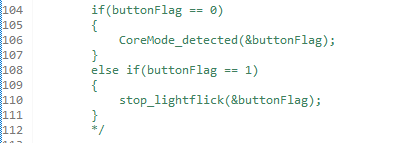 104 if(buttonFlag == 0)
105 {
106 CoreMode_detected(&buttonFlag);
107 }
108 else if(buttonFlag == 1)
109 {
110 stop_lightflick(&buttonFlag);
111 }
112 */